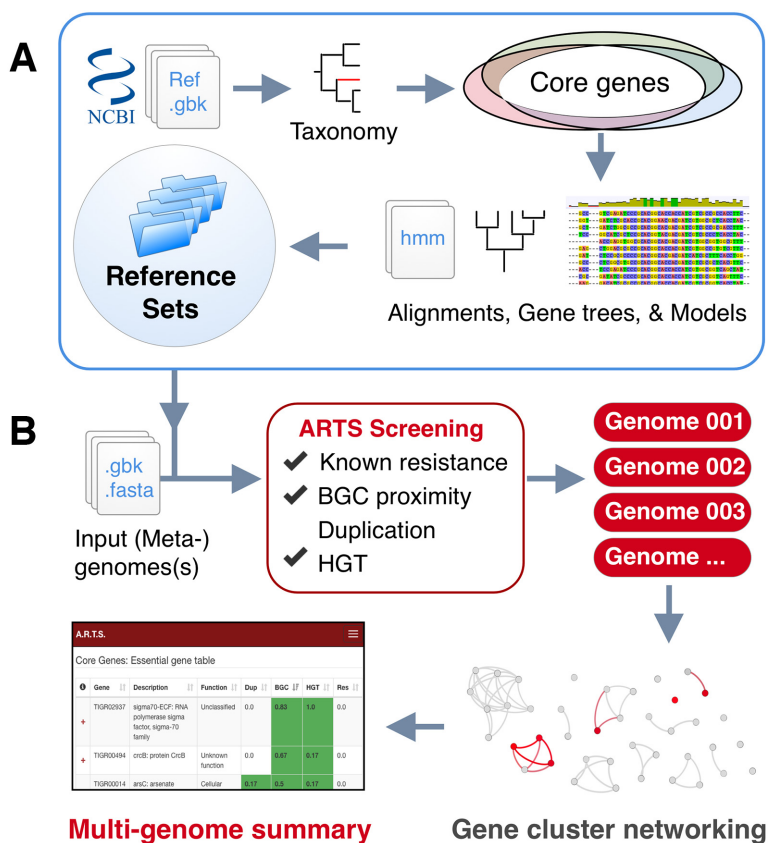 A
NCBI
Ref
.gbk
Taxonomy
Core genes
Reference
Sets
hmm
Alignments, Gene trees, & Models
B
.gbk
.fasta
Input (Meta-)
genomes(s)
ARTS Screening
✔ Known resistance
✔ BGC proximity
Duplication
✔ HGT
Genome 001
Genome 002
Genome 003
Genome ...
A.R.T.S.
Core Genes: Essential gene table
Gene Description Function Dup BGC HGT Res
+ TIGR02937 sigma70-ECF: RNA Unclassified 0.0 0.83 1.0 0.0
polymerase sigma
factor, sigma-70
family
+ TIGR00494 crcB: protein CrcB Unknown 0.0 0.67 0.17 0.0
function
TIGR00014 arsC: arsenate Cellular 0.17 0.5 0.17 0.0
Multi-genome summary
Gene cluster networking